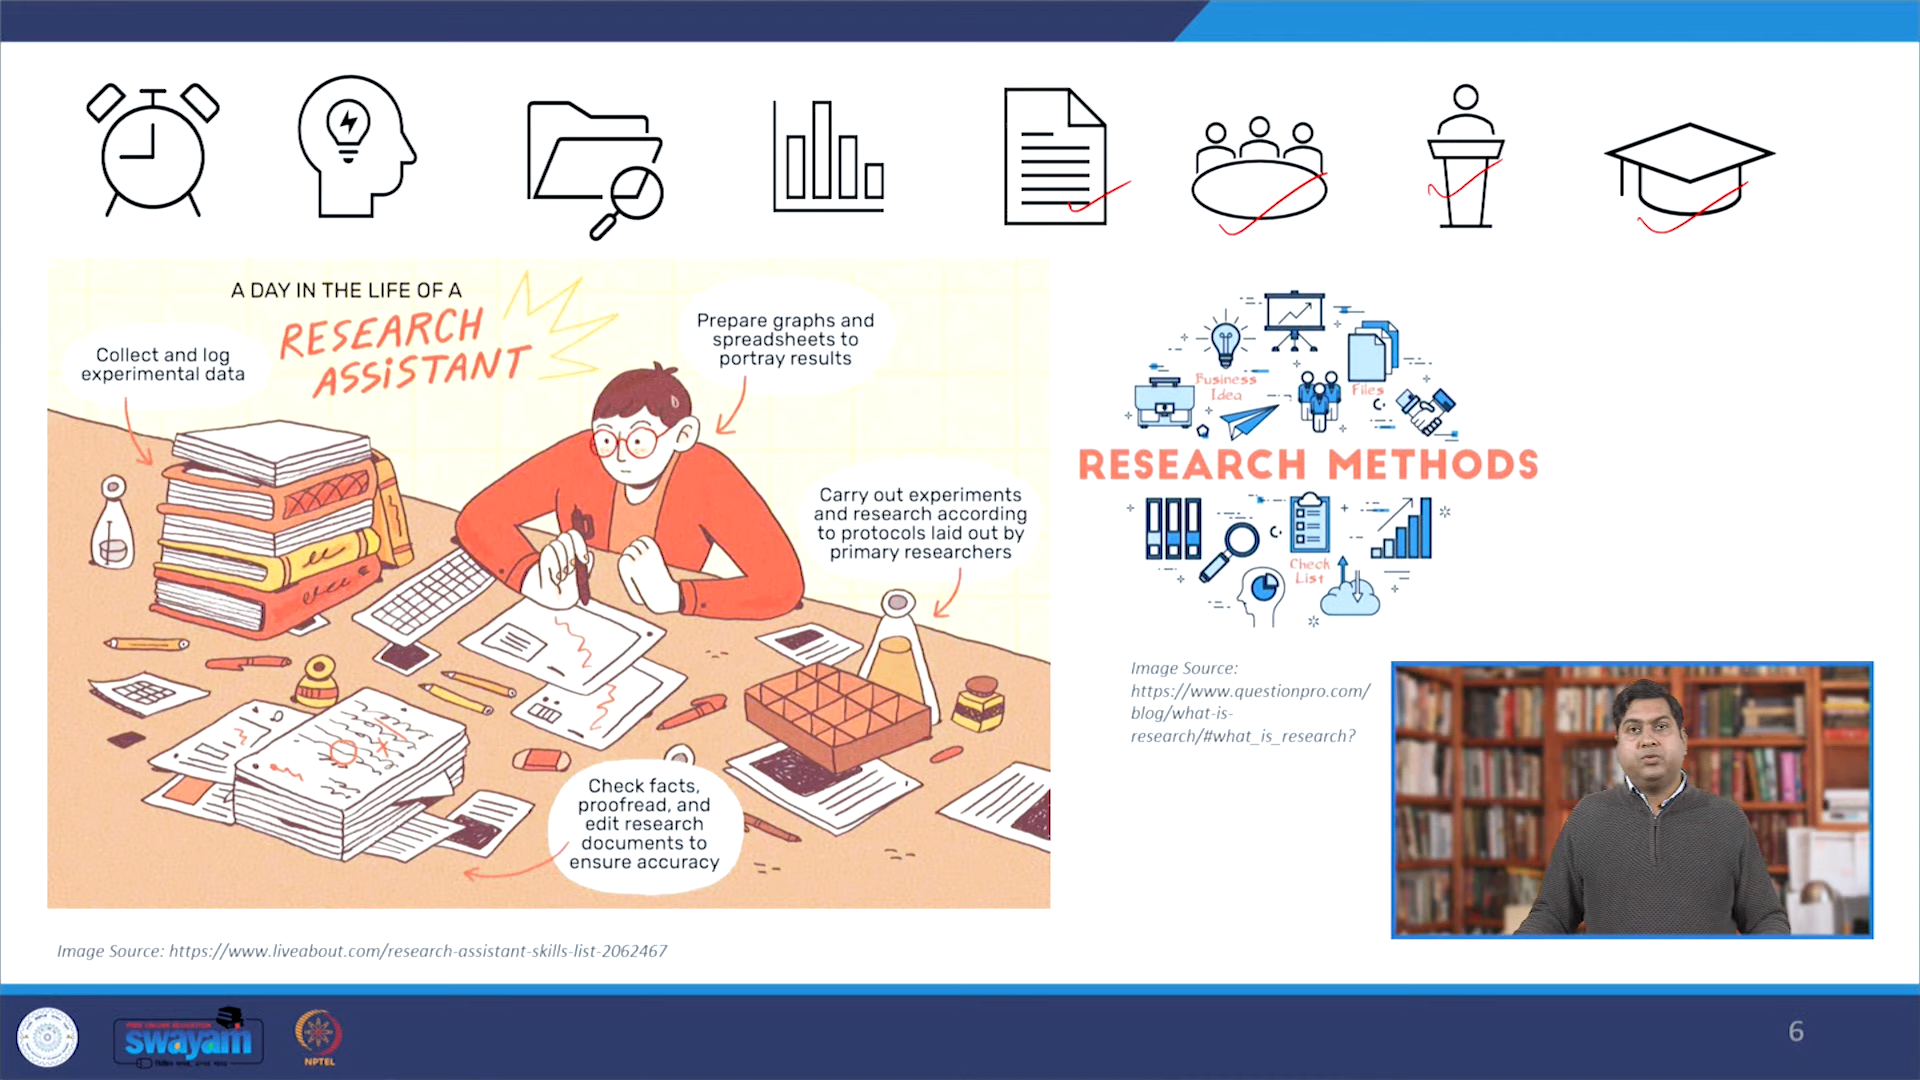 A DAY IN THE LIFE OF A
RESEARCH
ASSISTANT
Collect and log
experimental data
Prepare graphs and
spreadsheets to
portray results
Carry out experiments
and research according
to protocols laid out by
primary researchers
Check facts,
proofread, and
edit research
documents to
ensure accuracy
Image Source: https://www.liveabout.com/research-assistant-skills-list-2062467
Business
Idea
Files
RESEARCH METHODS
Check
List
Image Source:
https://www.questionpro.com/
blog/what-is-
research/#what_is_research?
swayam
NPTEL
6